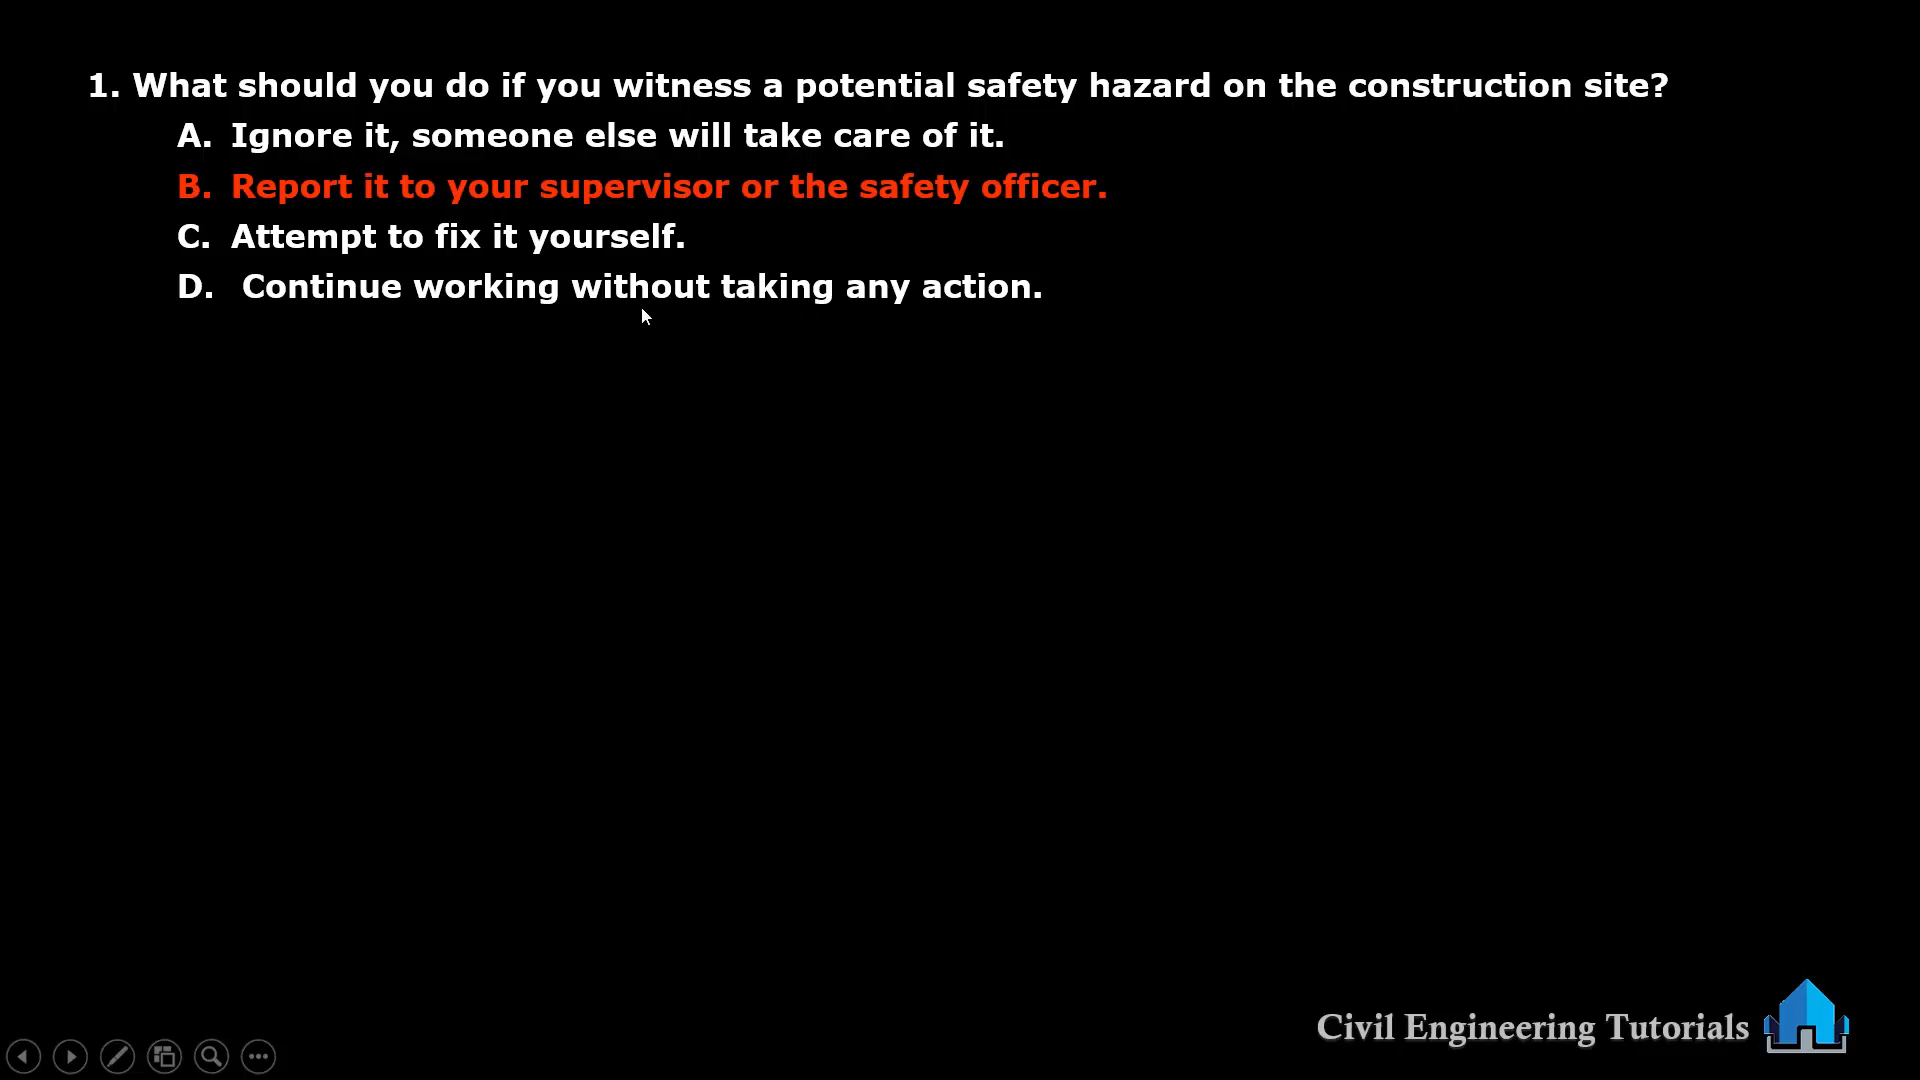 1. What should you do if you witness a potential safety hazard on the construction site?
A. Ignore it, someone else will take care of it.
B. Report it to your supervisor or the safety officer.
C. Attempt to fix it yourself.
D. Continue working without taking any action.
Civil Engineering Tutorials